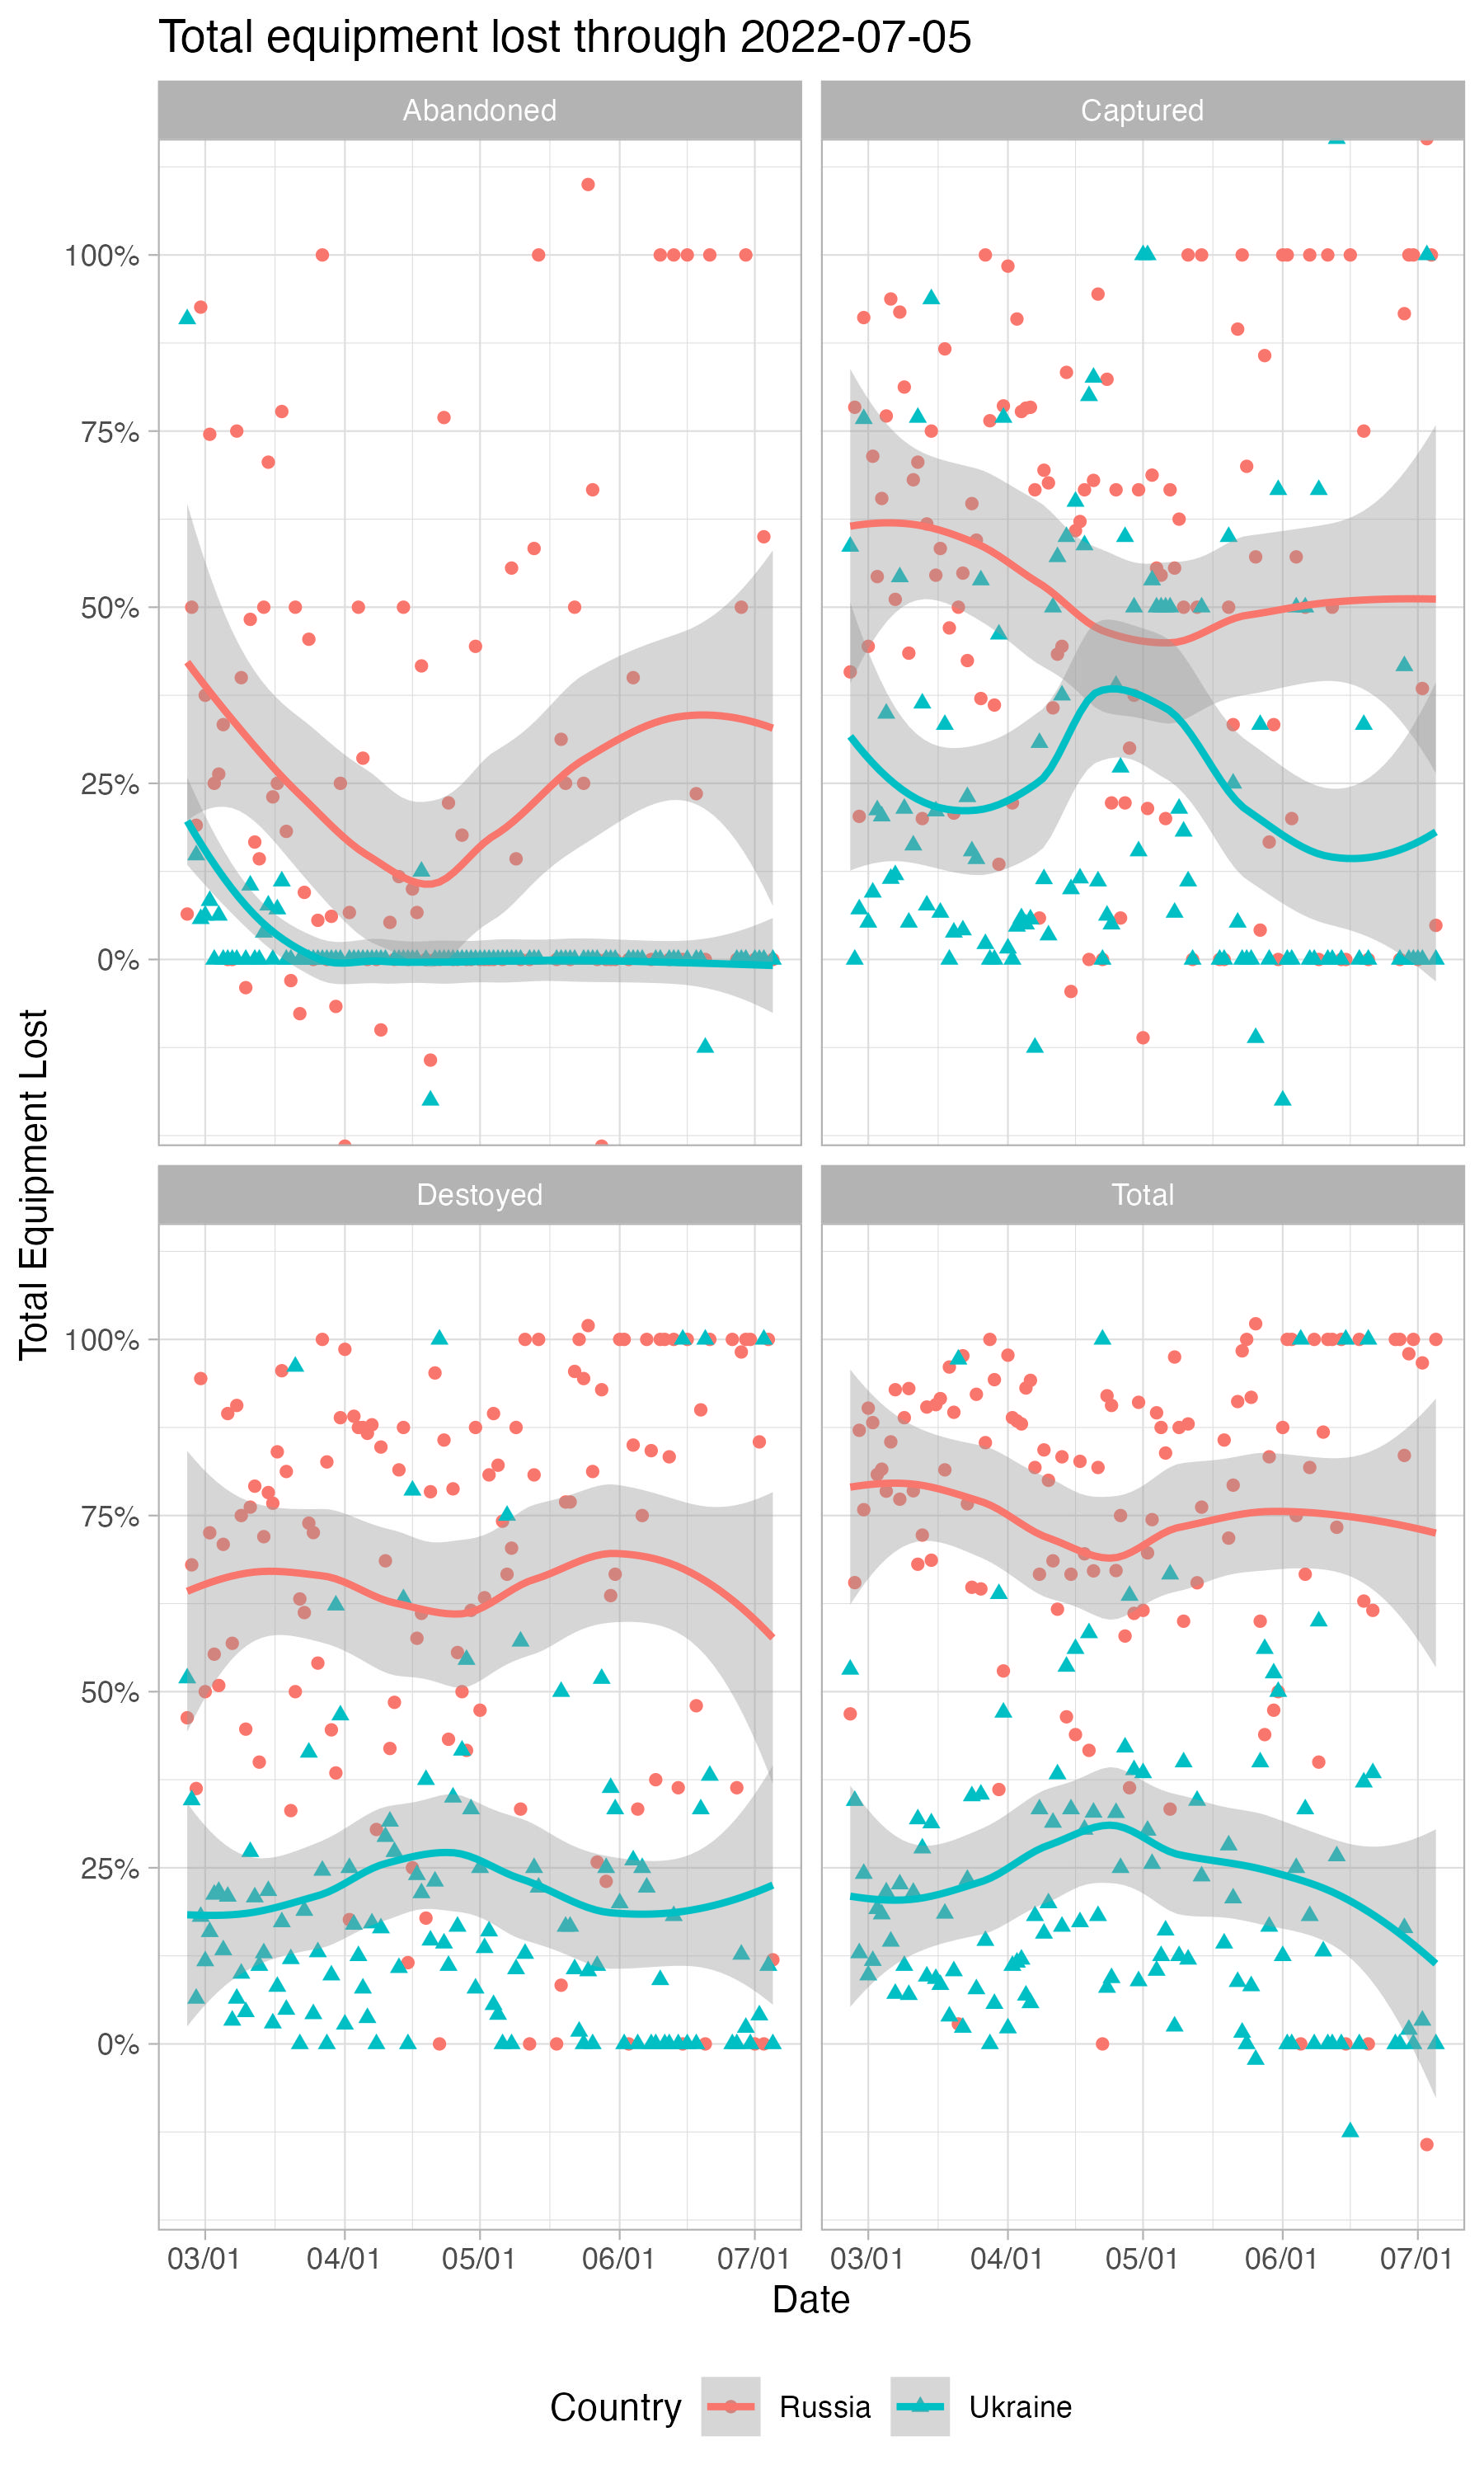 Total equipment lost through 2022-07-05
Abandoned
Captured
100%
75%
50%
25%
0%
Destoyed
Total
100%
75%
50%
25%
0%
Total Equipment Lost
03/01 04/01 05/01 06/01 07/01
03/01 04/01 05/01 06/01 07/01
Date
Country Russia Ukraine